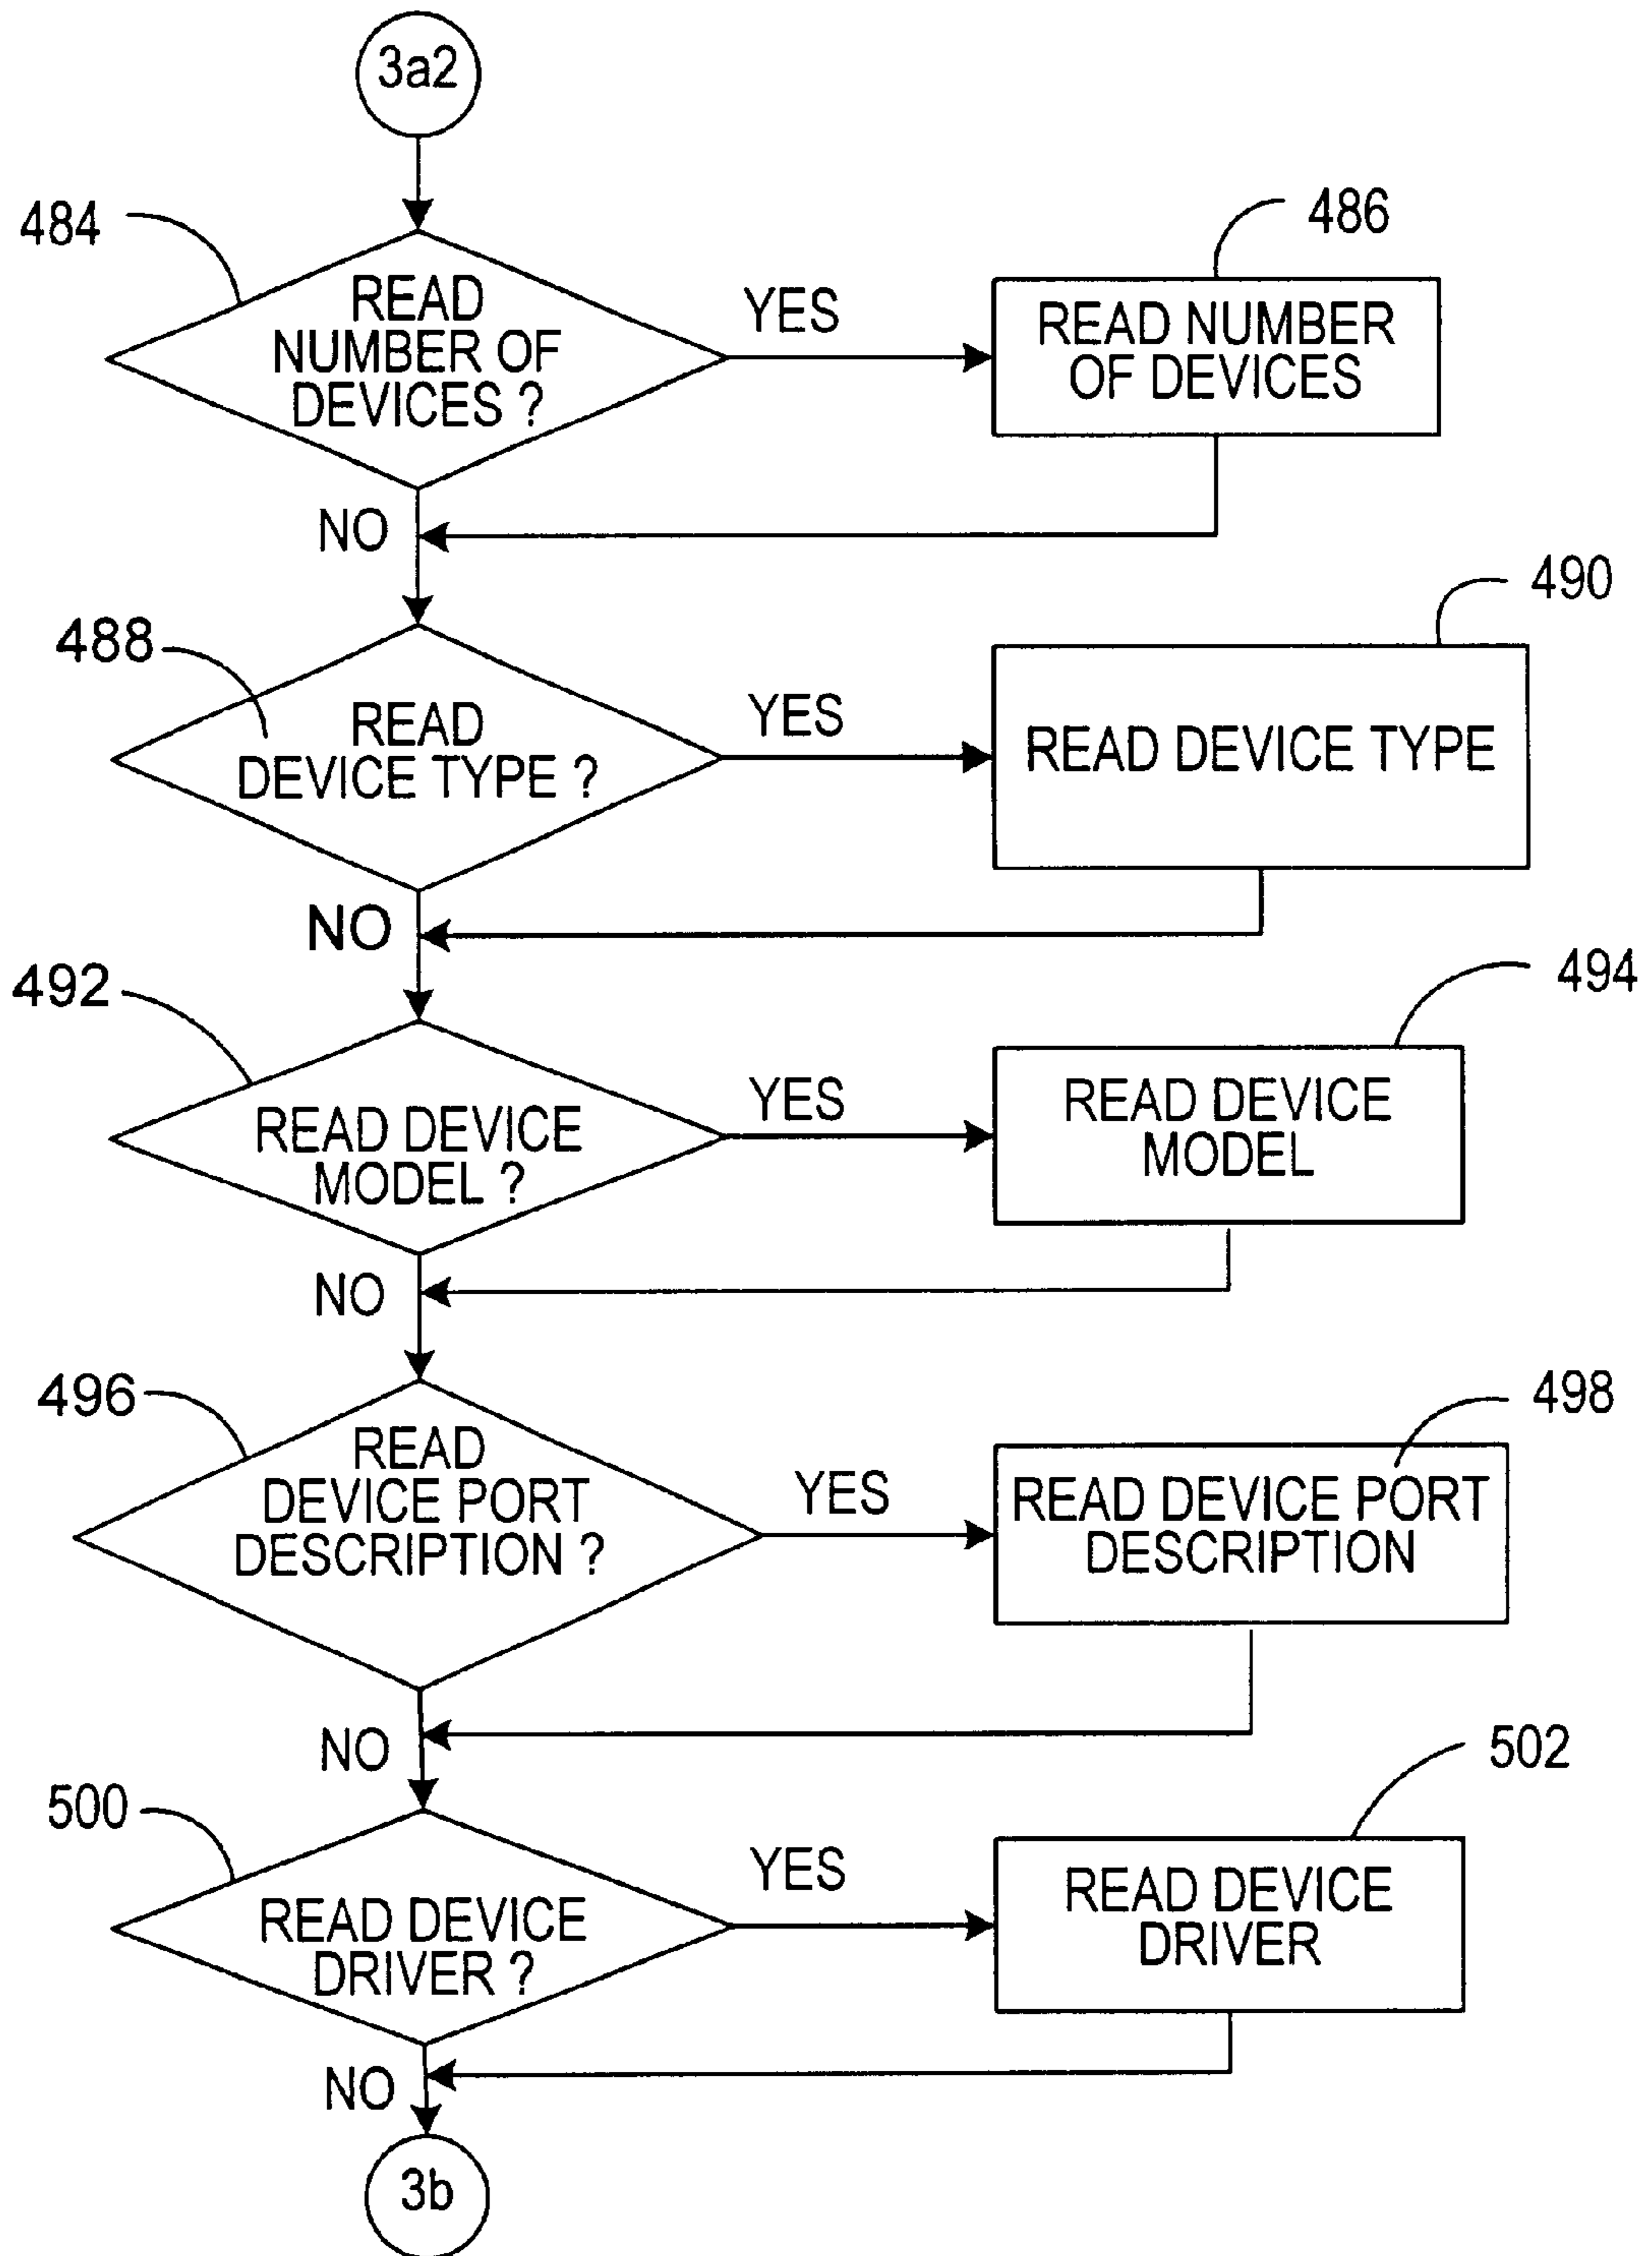 3a2
484
READ
NUMBER OF
DEVICES ?
YES
486
READ NUMBER
OF DEVICES
NO
488
READ
DEVICE TYPE ?
YES
490
READ DEVICE TYPE
NO
492
READ DEVICE
MODEL ?
YES
494
READ DEVICE
MODEL
NO
496
READ
DEVICE PORT
DESCRIPTION ?
YES
498
READ DEVICE PORT
DESCRIPTION
NO
500
READ DEVICE
DRIVER ?
YES
502
READ DEVICE
DRIVER
NO
3b